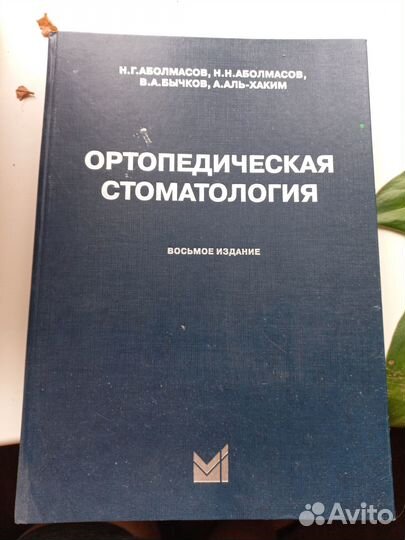 Н.Г.АБОЛМАСОВ, Н.Н.АБОЛМАСОВ,
В.А.БЫЧКОВ, А.АЛЬ-ХАКИМ
ОРТОПЕДИЧЕСКАЯ
СТОМАТОЛОГИЯ
ВОСЬМОЕ ИЗДАНИЕ
Avito